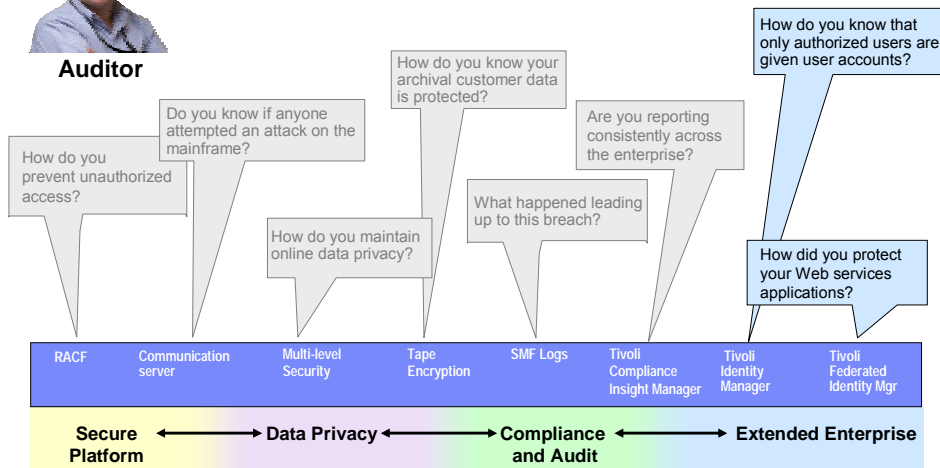 Auditor
How do you
prevent unauthorized
access?
Do you know if anyone
attempted an attack on the
mainframe?
How do you maintain
online data privacy?
How do you know your
archival customer data
is protected?
What happened leading
up to this breach?
Are you reporting
consistently across
the enterprise?
How do you know that
only authorized users are
given user accounts?
How did you protect
your Web services
applications?
RACF
Communication
server
Multi-level
Security
Tape
Encryption
SMF Logs
Tivoli
Compliance
Insight Manager
Tivoli
Identity
Manager
Tivoli
Federated
Identity Mgr
Secure
Platform
Data Privacy
Compliance
and Audit
Extended Enterprise